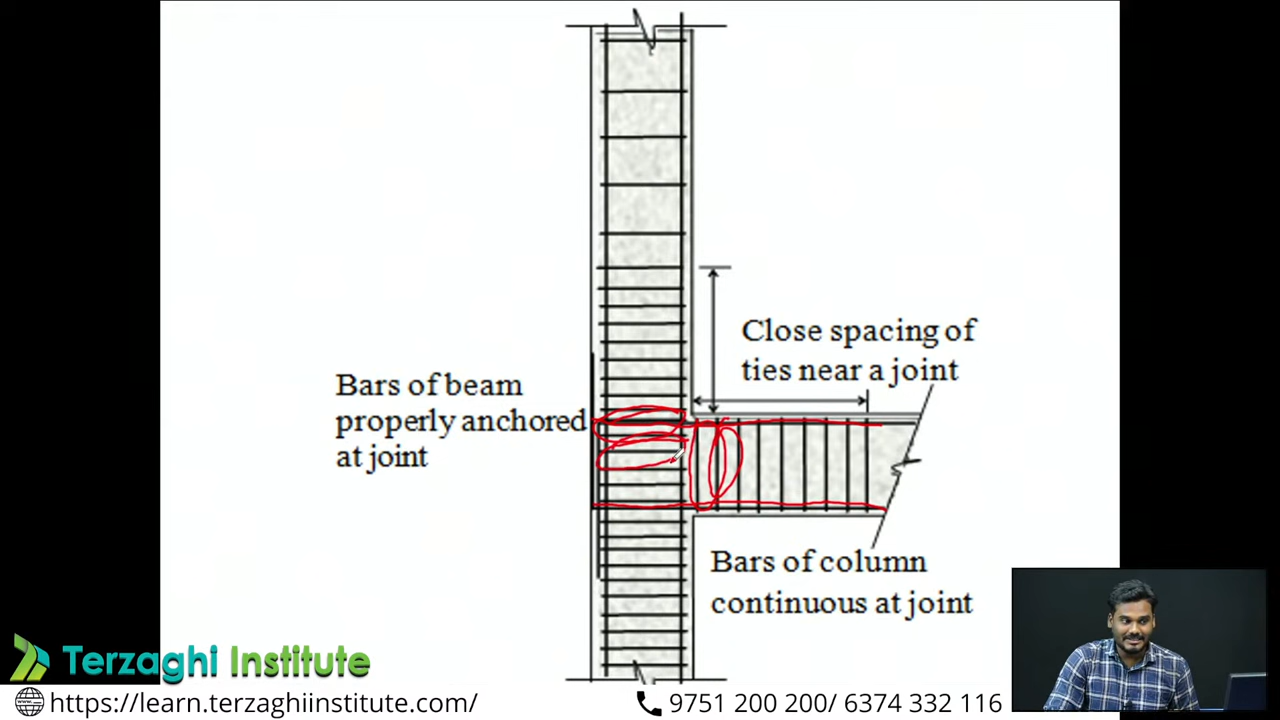 Close spacing of
ties near a joint
Bars of beam
properly anchored
at joint
Bars of column
continuous at joint
Terzaghi Institute
https://learn.terzaghiinstitute.com/
9751 200 200/ 6374 332 116